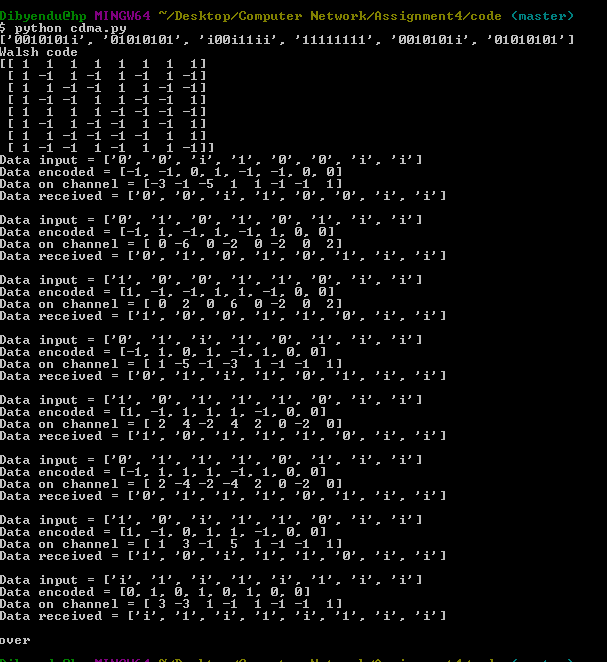 Dibyendu@hp MINGW64 ~/Desktop/Computer Network/Assignment4/code (master)
$ python cdma.py
['0010101i', '01010101', 'i00i11ii', '11111111', '0010101i', '01010101']
Walsh code
[[ 1  1  1  1  1  1  1  1]
 [ 1 -1  1 -1  1 -1  1 -1]
 [ 1  1 -1 -1  1  1 -1 -1]
 [ 1 -1 -1  1  1 -1 -1  1]
 [ 1  1  1  1 -1 -1 -1 -1]
 [ 1 -1  1 -1 -1  1 -1  1]
 [ 1  1 -1 -1 -1 -1  1  1]
 [ 1 -1 -1  1 -1  1  1 -1]]
Data input = ['0', '0', 'i', '1', '0', '0', 'i', 'i']
Data encoded = [-1, -1, 0, 1, -1, -1, 0, 0]
Data on channel = [-3 -1 -5  1  1 -1 -1  1]
Data received = ['0', '0', 'i', '1', '0', '0', 'i', 'i']
Data input = ['0', '1', '0', '1', '0', '1', 'i', 'i']
Data encoded = [-1, 1, -1, 1, -1, 1, 0, 0]
Data on channel = [ 0 -6  0 -2  0 -2  0  2]
Data received = ['0', '1', '0', '1', '0', '1', 'i', 'i']
Data input = ['1', '0', '0', '1', '1', '0', 'i', 'i']
Data encoded = [1, -1, -1, 1, 1, -1, 0, 0]
Data on channel = [ 0  2  0  6  0 -2  0  2]
Data received = ['1', '0', '0', '1', '1', '0', 'i', 'i']
Data input = ['0', '1', 'i', '1', '0', '1', 'i', 'i']
Data encoded = [-1, 1, 0, 1, -1, 1, 0, 0]
Data on channel = [ 1 -5 -1 -3  1 -1 -1  1]
Data received = ['0', '1', 'i', '1', '0', '1', 'i', 'i']
Data input = ['1', '0', '1', '1', '1', '0', 'i', 'i']
Data encoded = [1, -1, 1, 1, 1, -1, 0, 0]
Data on channel = [ 2  4 -2  4  2  0 -2  0]
Data received = ['1', '0', '1', '1', '1', '0', 'i', 'i']
Data input = ['0', '1', '1', '1', '0', '1', 'i', 'i']
Data encoded = [-1, 1, 1, 1, -1, 1, 0, 0]
Data on channel = [ 2 -4 -2 -4  2  0 -2  0]
Data received = ['0', '1', '1', '1', '0', '1', 'i', 'i']
Data input = ['1', '0', 'i', '1', '1', '0', 'i', 'i']
Data encoded = [1, -1, 0, 1, 1, -1, 0, 0]
Data on channel = [ 1  3 -1  5  1 -1 -1  1]
Data received = ['1', '0', 'i', '1', '1', '0', 'i', 'i']
Data input = ['i', '1', 'i', '1', 'i', '1', 'i', 'i']
Data encoded = [0, 1, 0, 1, 0, 1, 0, 0]
Data on channel = [ 3 -3  1 -1  1 -1 -1  1]
Data received = ['i', '1', 'i', '1', 'i', '1', 'i', 'i']
over
Dibyendu@hp MINGW64 ~/Desktop/Computer Network/Assignment4/code (master)